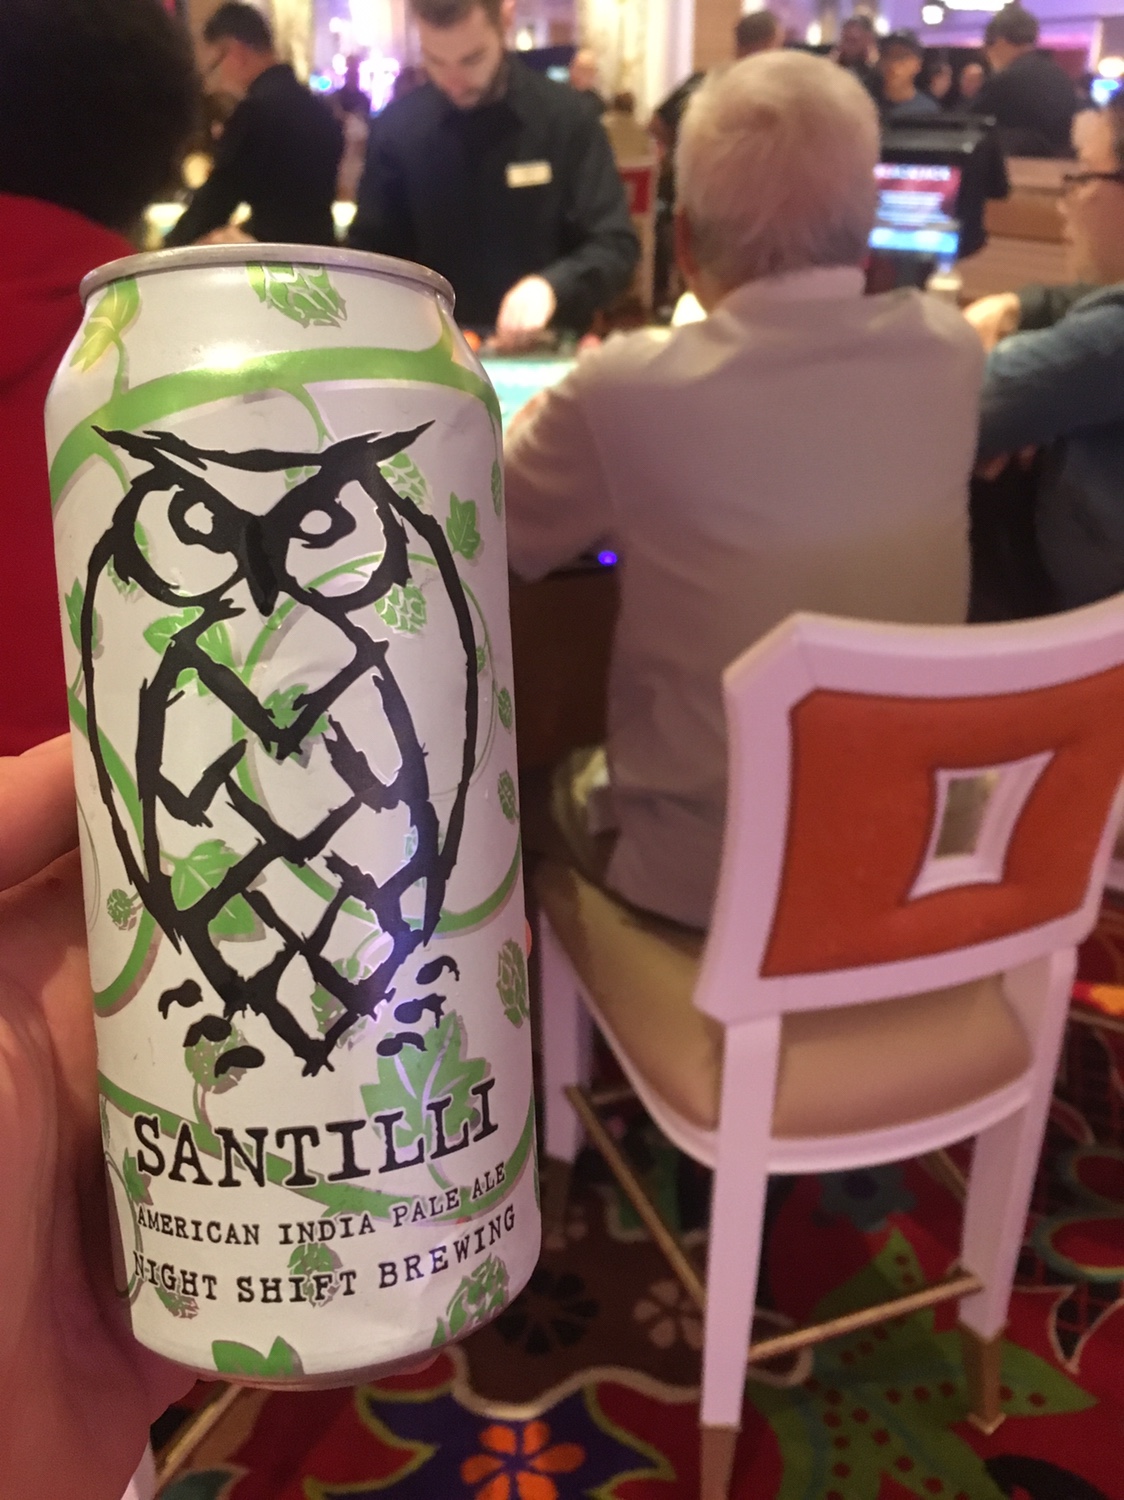 SANTILLI
AMERICAN INDIA PALE ALE
NIGHT SHIFT BREWING